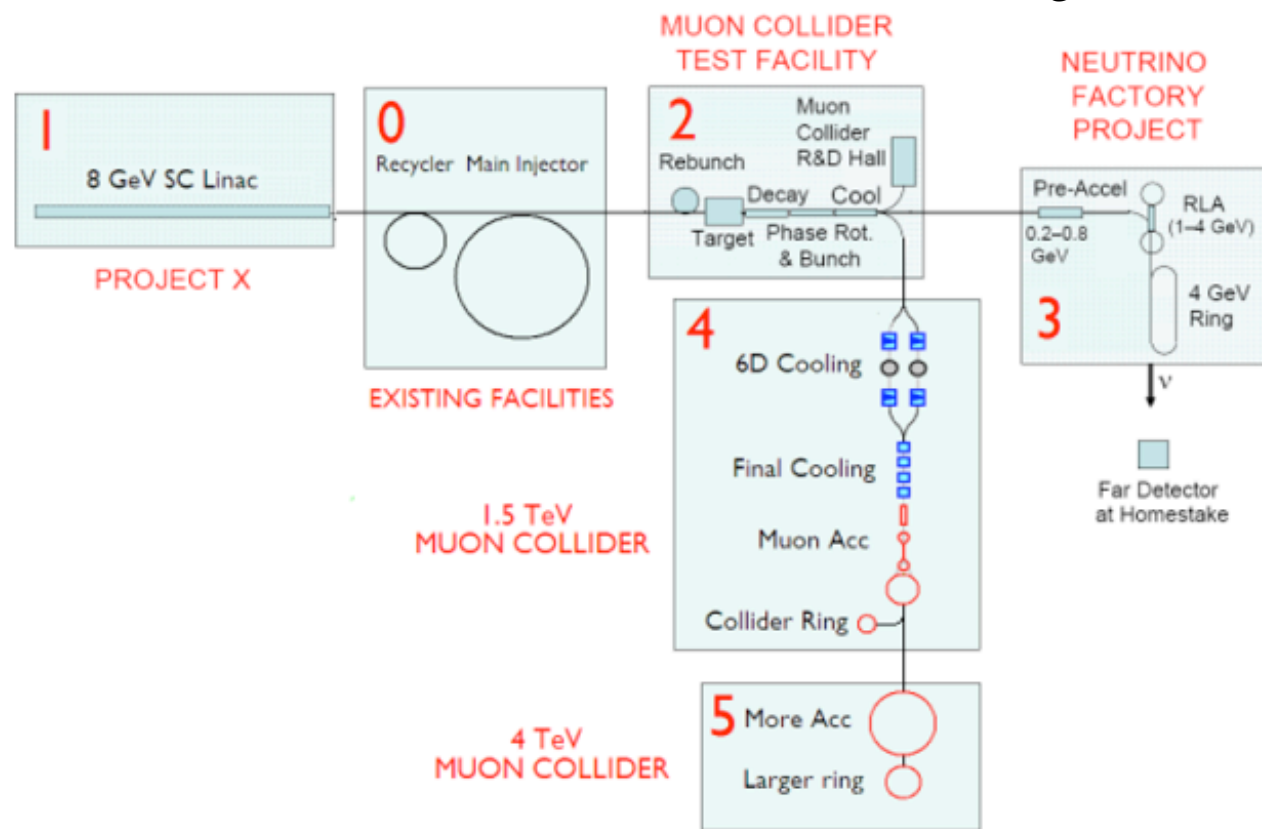 MUON COLLIDER
TEST FACILITY
NEUTRINO
FACTORY
PROJECT
1
8 GeV SC Linac
PROJECT X
0
Recycler Main Injector
EXISTING FACILITIES
2
Muon
Collider
R&D Hall
Rebunch
Decay
Cool
Target
Phase Rot.
& Bunch
Pre-Accel
RLA
(1–4 GeV)
0.2–0.8
GeV
4 GeV
Ring
3
ν
Far Detector
at Homestake
4
6D Cooling
Final Cooling
1.5 TeV
MUON COLLIDER
Muon Acc
Collider Ring
5
More Acc
4 TeV
MUON COLLIDER
Larger ring